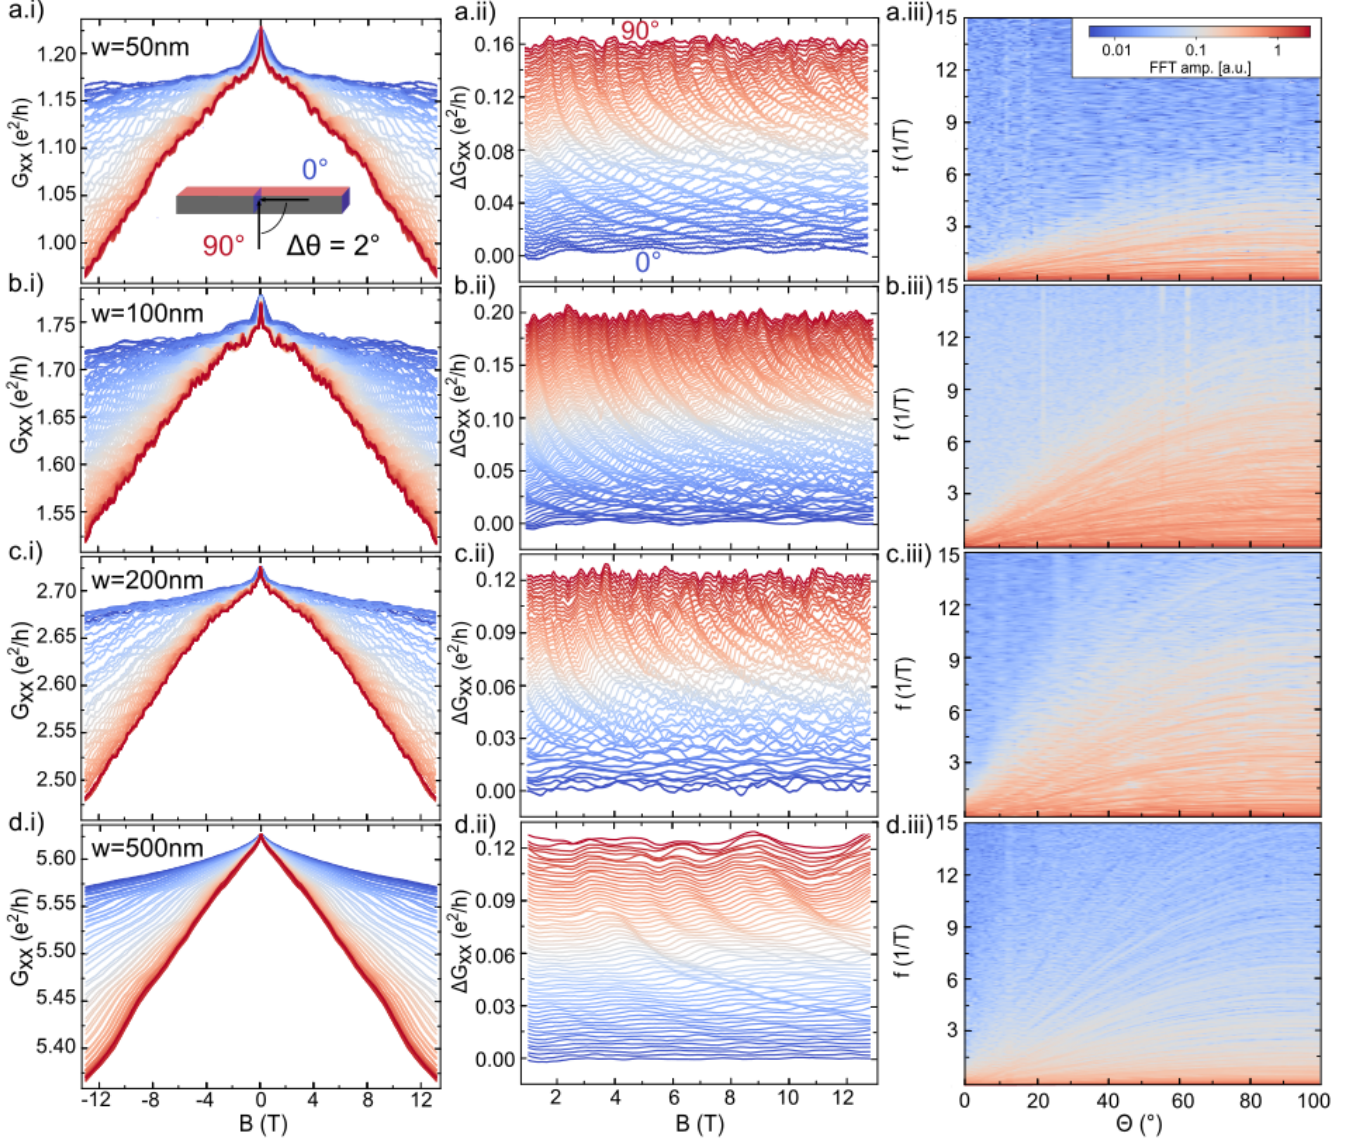 a.i)
w=50nm
1.20
1.15
1.10
1.05
1.00
G_xx (e²/h)
0°
90°
Δθ = 2°
a.ii)
90°
0.16
0.12
0.08
0.04
0.00
ΔG_xx (e²/h)
0°
a.iii)
15
12
9
6
3
f (1/T)
0.01 0.1 1
FFT amp. [a.u.]
b.i)
w=100nm
1.75
1.70
1.65
1.60
1.55
G_xx (e²/h)
b.ii)
0.20
0.15
0.10
0.05
0.00
ΔG_xx (e²/h)
b.iii)
15
12
9
6
3
f (1/T)
c.i)
w=200nm
2.70
2.65
2.60
2.55
2.50
G_xx (e²/h)
c.ii)
0.12
0.09
0.06
0.03
0.00
ΔG_xx (e²/h)
c.iii)
15
12
9
6
3
f (1/T)
d.i)
w=500nm
5.60
5.55
5.50
5.45
5.40
G_xx (e²/h)
-12 -8 -4 0 4 8 12
B (T)
d.ii)
0.12
0.09
0.06
0.03
0.00
ΔG_xx (e²/h)
2 4 6 8 10 12
B (T)
d.iii)
15
12
9
6
3
f (1/T)
0 20 40 60 80 100
Θ (°)